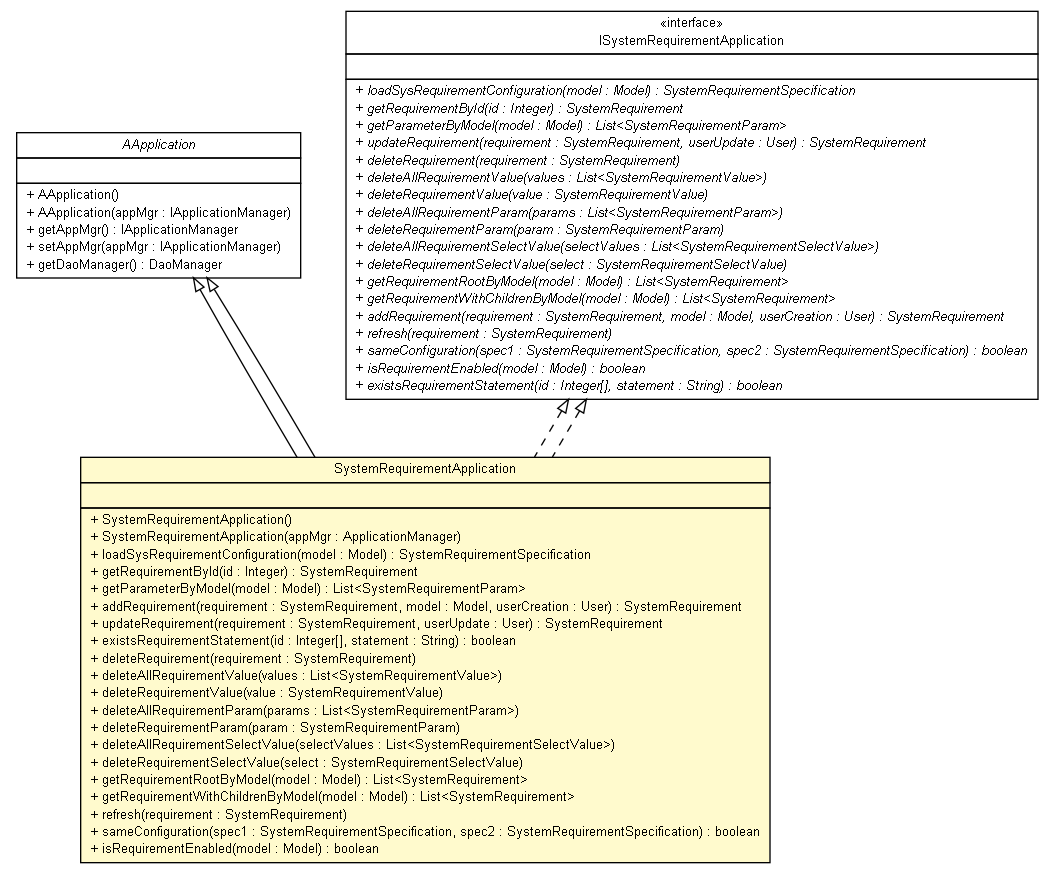 «interface»
ISystemRequirementApplication
+ loadSysRequirementConfiguration(model : Model) : SystemRequirementSpecification
+ getRequirementById(id : Integer) : SystemRequirement
+ getParameterByModel(model : Model) : List<SystemRequirementParam>
+ updateRequirement(requirement : SystemRequirement, userUpdate : User) : SystemRequirement
+ deleteRequirement(requirement : SystemRequirement)
+ deleteAllRequirementValue(values : List<SystemRequirementValue>)
+ deleteRequirementValue(value : SystemRequirementValue)
+ deleteAllRequirementParam(params : List<SystemRequirementParam>)
+ deleteRequirementParam(param : SystemRequirementParam)
+ deleteAllRequirementSelectValue(selectValues : List<SystemRequirementSelectValue>)
+ deleteRequirementSelectValue(select : SystemRequirementSelectValue)
+ getRequirementRootByModel(model : Model) : List<SystemRequirement>
+ getRequirementWithChildrenByModel(model : Model) : List<SystemRequirement>
+ addRequirement(requirement : SystemRequirement, model : Model, userCreation : User) : SystemRequirement
+ refresh(requirement : SystemRequirement)
+ sameConfiguration(spec1 : SystemRequirementSpecification, spec2 : SystemRequirementSpecification) : boolean
+ isRequirementEnabled(model : Model) : boolean
+ existsRequirementStatement(id : Integer[], statement : String) : boolean
AApplication
+ AApplication()
+ AApplication(appMgr : IApplicationManager)
+ getAppMgr() : IApplicationManager
+ setAppMgr(appMgr : IApplicationManager)
+ getDaoManager() : DaoManager
SystemRequirementApplication
+ SystemRequirementApplication()
+ SystemRequirementApplication(appMgr : ApplicationManager)
+ loadSysRequirementConfiguration(model : Model) : SystemRequirementSpecification
+ getRequirementById(id : Integer) : SystemRequirement
+ getParameterByModel(model : Model) : List<SystemRequirementParam>
+ addRequirement(requirement : SystemRequirement, model : Model, userCreation : User) : SystemRequirement
+ updateRequirement(requirement : SystemRequirement, userUpdate : User) : SystemRequirement
+ existsRequirementStatement(id : Integer[], statement : String) : boolean
+ deleteRequirement(requirement : SystemRequirement)
+ deleteAllRequirementValue(values : List<SystemRequirementValue>)
+ deleteRequirementValue(value : SystemRequirementValue)
+ deleteAllRequirementParam(params : List<SystemRequirementParam>)
+ deleteRequirementParam(param : SystemRequirementParam)
+ deleteAllRequirementSelectValue(selectValues : List<SystemRequirementSelectValue>)
+ deleteRequirementSelectValue(select : SystemRequirementSelectValue)
+ getRequirementRootByModel(model : Model) : List<SystemRequirement>
+ getRequirementWithChildrenByModel(model : Model) : List<SystemRequirement>
+ refresh(requirement : SystemRequirement)
+ sameConfiguration(spec1 : SystemRequirementSpecification, spec2 : SystemRequirementSpecification) : boolean
+ isRequirementEnabled(model : Model) : boolean